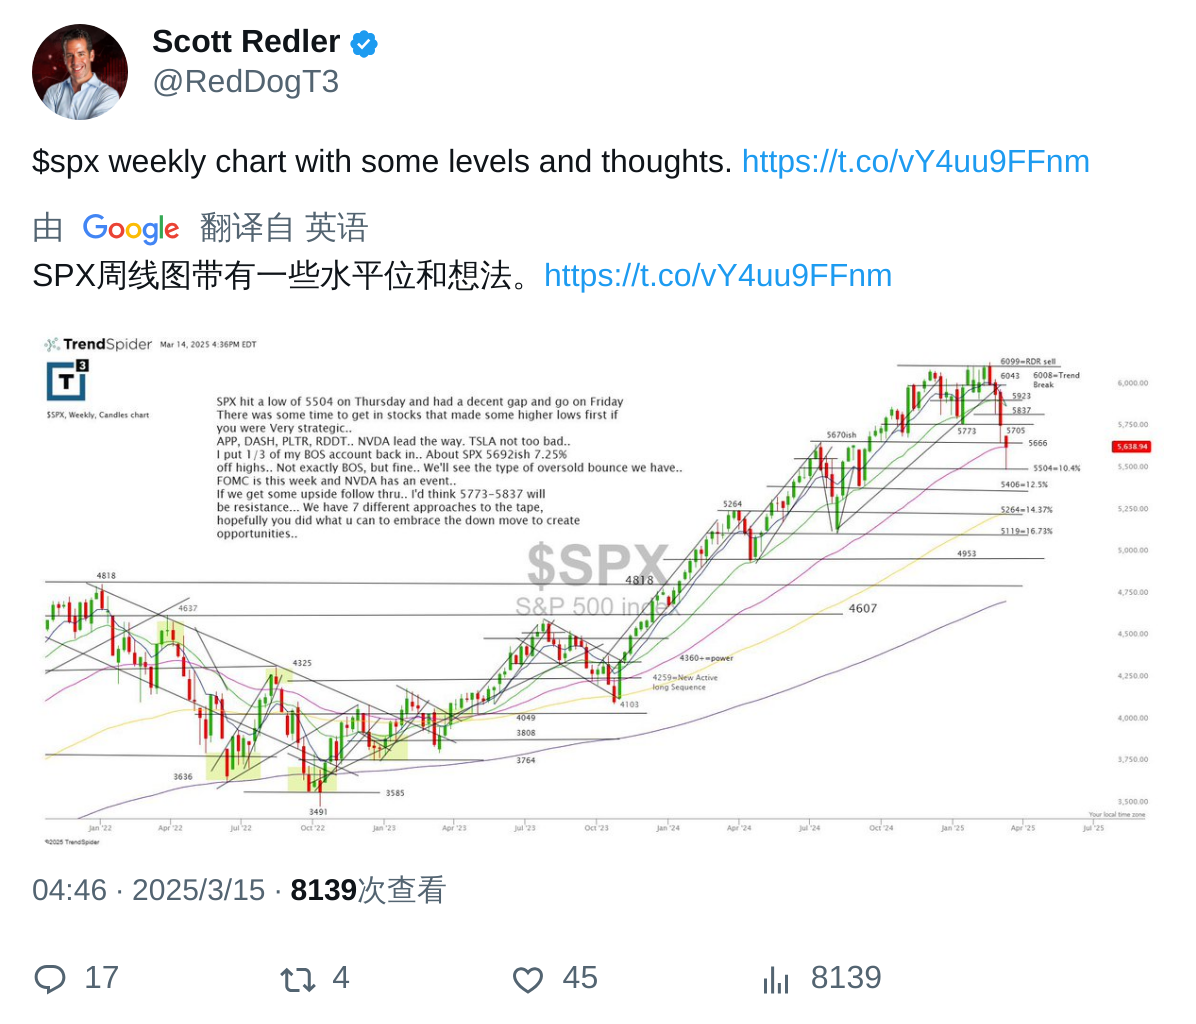 Scott Redler
@RedDogT3
$spx weekly chart with some levels and thoughts. https://t.co/vY4uu9FFnm
由 Google 翻译自 英语
SPX周线图带有一些水平位和想法。https://t.co/vY4uu9FFnm
TrendSpider Mar 14, 2025 4:36PM EDT
T3
$SPX, Weekly, Candles chart
SPX hit a low of 5504 on Thursday and had a decent gap and go on Friday
There was some time to get in stocks that made some higher lows first if
you were Very strategic..
APP, DASH, PLTR, RDDT.. NVDA lead the way. TSLA not too bad..
I put 1/3 of my BOS account back in.. About SPX 5692ish 7.25%
off highs.. Not exactly BOS, but fine.. We'll see the type of oversold bounce we have..
FOMC is this week and NVDA has an event..
If we get some upside follow thru.. I'd think 5773-5837 will
be resistance... We have 7 different approaches to the tape,
hopefully you did what u can to embrace the down move to create
opportunities..
$SPX
S&P 500 index
6099=RDR sell
6043
6008=Trend
Break
5923
5837
5773
5705
5670ish
5666
5504=10.4%
5406=12.5%
5264
5264=14.37%
5119=16.73%
4953
4818
4818
4637
4607
4325
4360+=power
4259=New Active
long Sequence
4103
4049
3808
3764
3636
3585
3491
6,000.00
5,750.00
5,638.94
5,500.00
5,250.00
5,000.00
4,750.00
4,500.00
4,250.00
4,000.00
3,750.00
3,500.00
Your local time zone
Jan '22 Apr '22 Jul '22 Oct '22 Jan '23 Apr '23 Jul '23 Oct '23 Jan '24 Apr '24 Jul '24 Oct '24 Jan '25 Apr '25 Jul '25
©2025 TrendSpider
04:46 · 2025/3/15 · 8139次查看
17 4 45 8139